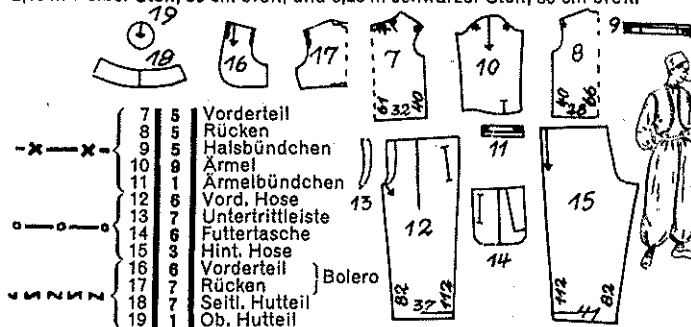 19
18
16
17
7
61 32 40
10
8
40 28 66
9
7 5 Vorderteil
8 5 Rücken
9 5 Halsbündchen
10 9 Ärmel
11 1 Ärmelbündchen
12 6 Vord. Hose
13 7 Untertrittleiste
14 6 Futtertasche
15 3 Hint. Hose
16 6 Vorderteil
17 7 Rücken
Bolero
18 7 Seitl. Hutteil
19 1 Ob. Hutteil
11
13
12
82 37 112
14
15
112 41 82